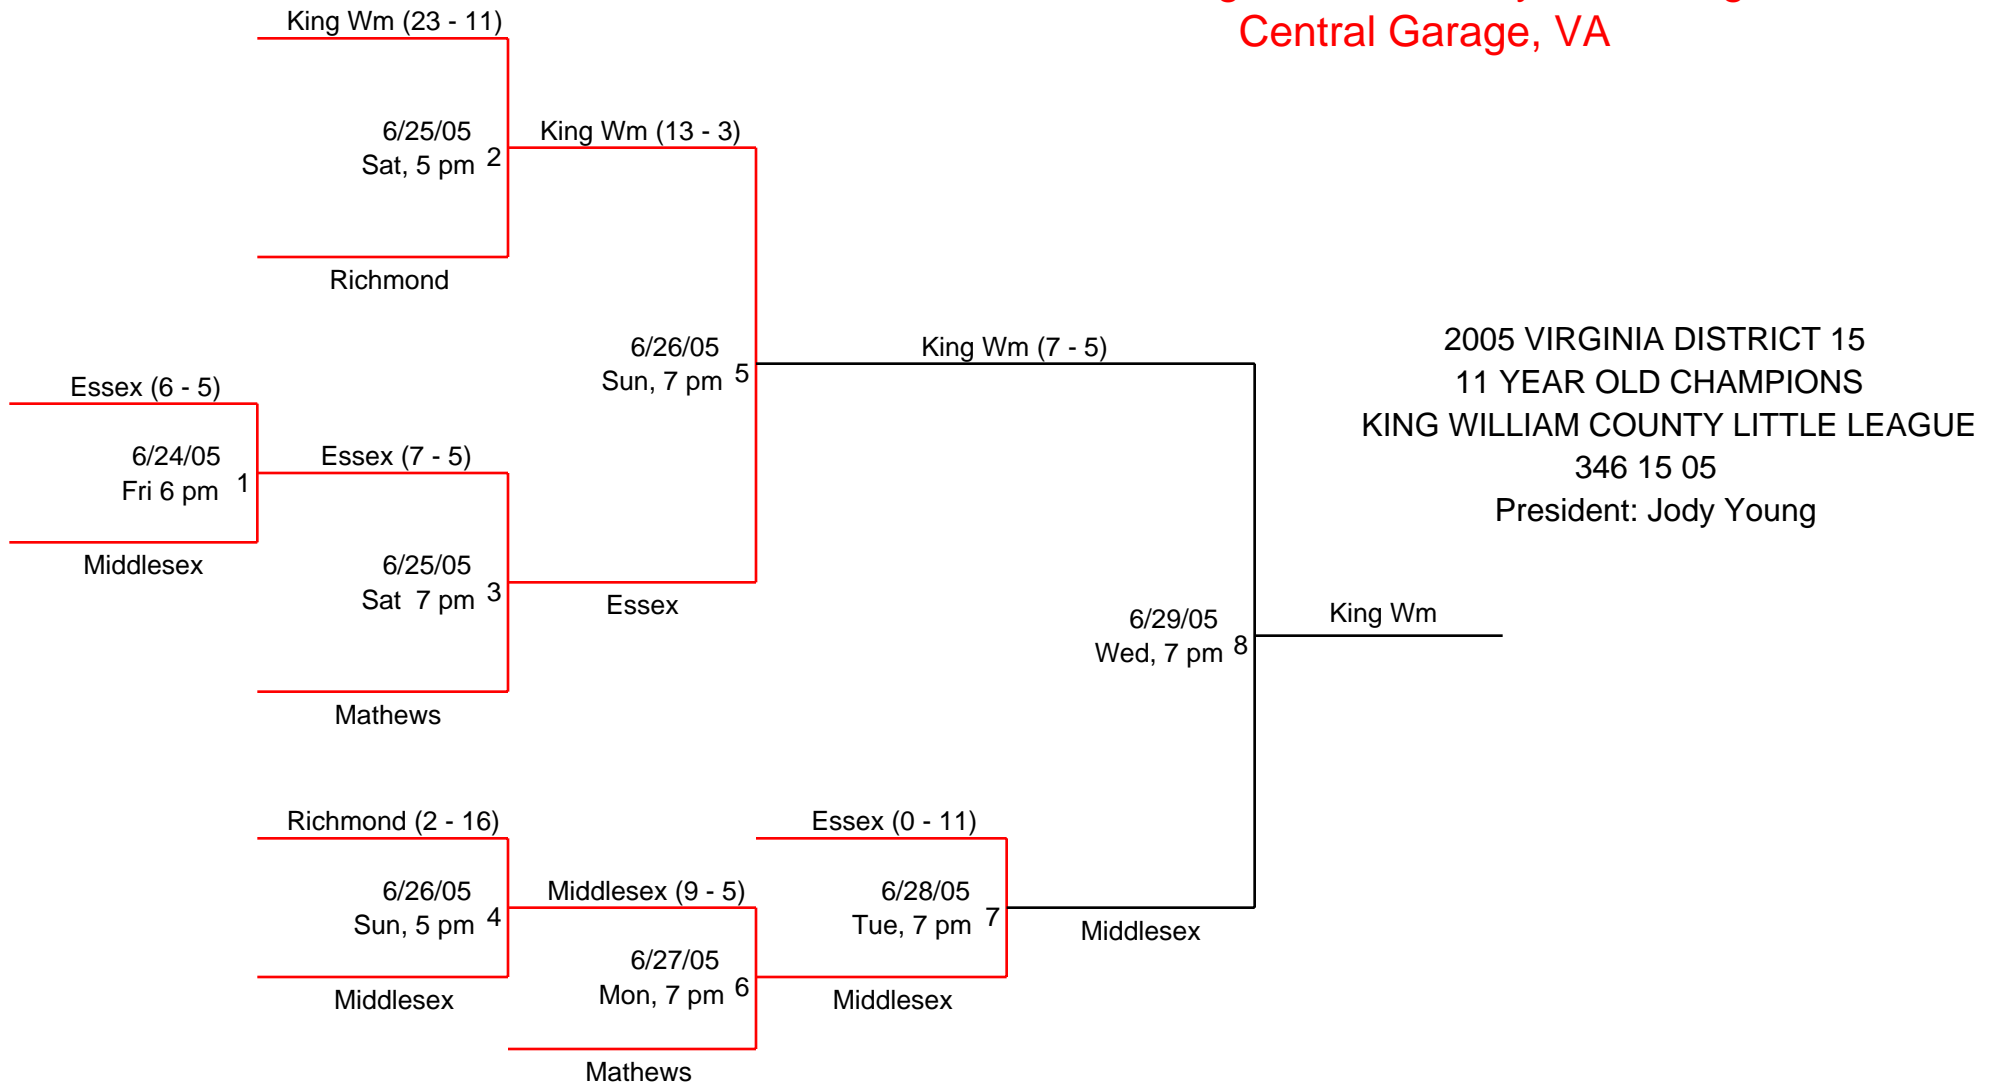 Central Garage, VA
King Wm (23 - 11)
6/25/05
Sat, 5 pm 2
King Wm (13 - 3)
Richmond
6/26/05
Sun, 7 pm 5
King Wm (7 - 5)
2005 VIRGINIA DISTRICT 15
11 YEAR OLD CHAMPIONS
KING WILLIAM COUNTY LITTLE LEAGUE
346 15 05
President: Jody Young
Essex (6 - 5)
6/24/05
Fri 6 pm 1
Essex (7 - 5)
Middlesex
6/25/05
Sat 7 pm 3
Essex
6/29/05
Wed, 7 pm 8
King Wm
Mathews
Richmond (2 - 16)
6/26/05
Sun, 5 pm 4
Middlesex (9 - 5)
Essex (0 - 11)
6/28/05
Tue, 7 pm 7
Middlesex
Middlesex
6/27/05
Mon, 7 pm 6
Middlesex
Mathews